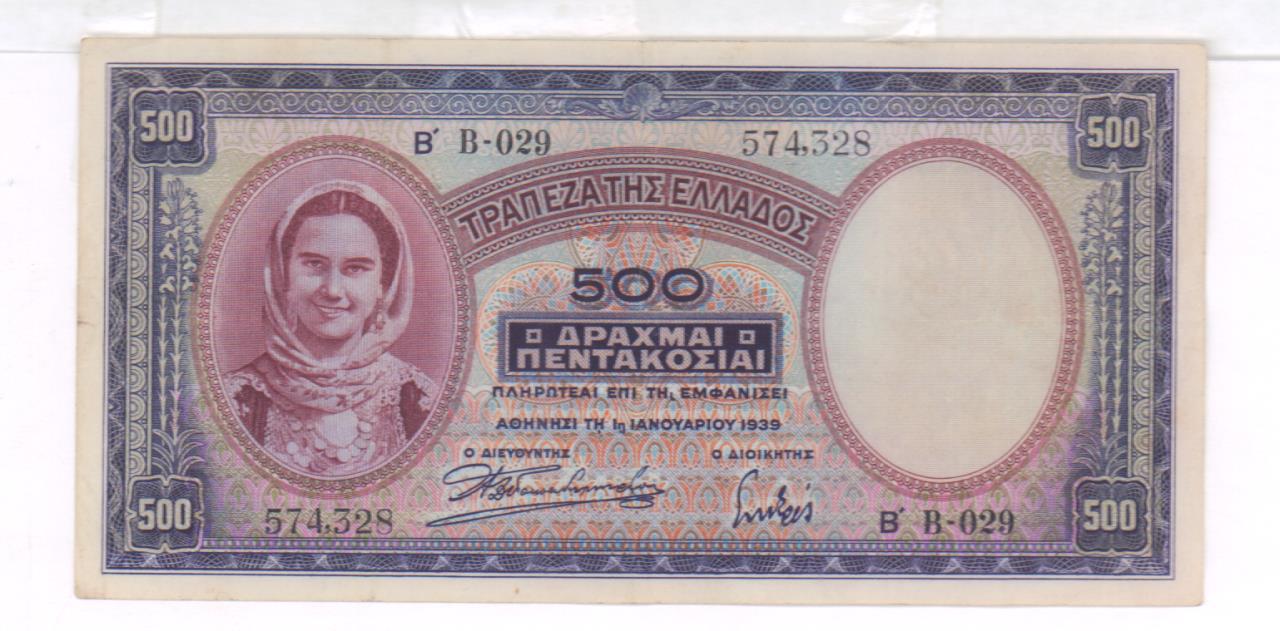 500 500
Β΄ Β-029 574,328
ΤΡΑΠΕΖΑ ΤΗΣ ΕΛΛΑΔΟΣ
500
ΔΡΑΧΜΑΙ
ΠΕΝΤΑΚΟΣΙΑΙ
ΠΛΗΡΩΤΕΑΙ ΕΠΙ ΤΗι ΕΜΦΑΝΙΣΕΙ
ΑΘΗΝΗΣΙ ΤΗ 1η ΙΑΝΟΥΑΡΙΟΥ 1939
Ο ΔΙΕΥΘΥΝΤΗΣ Ο ΔΙΟΙΚΗΤΗΣ
574,328 Β΄ Β-029
500 500